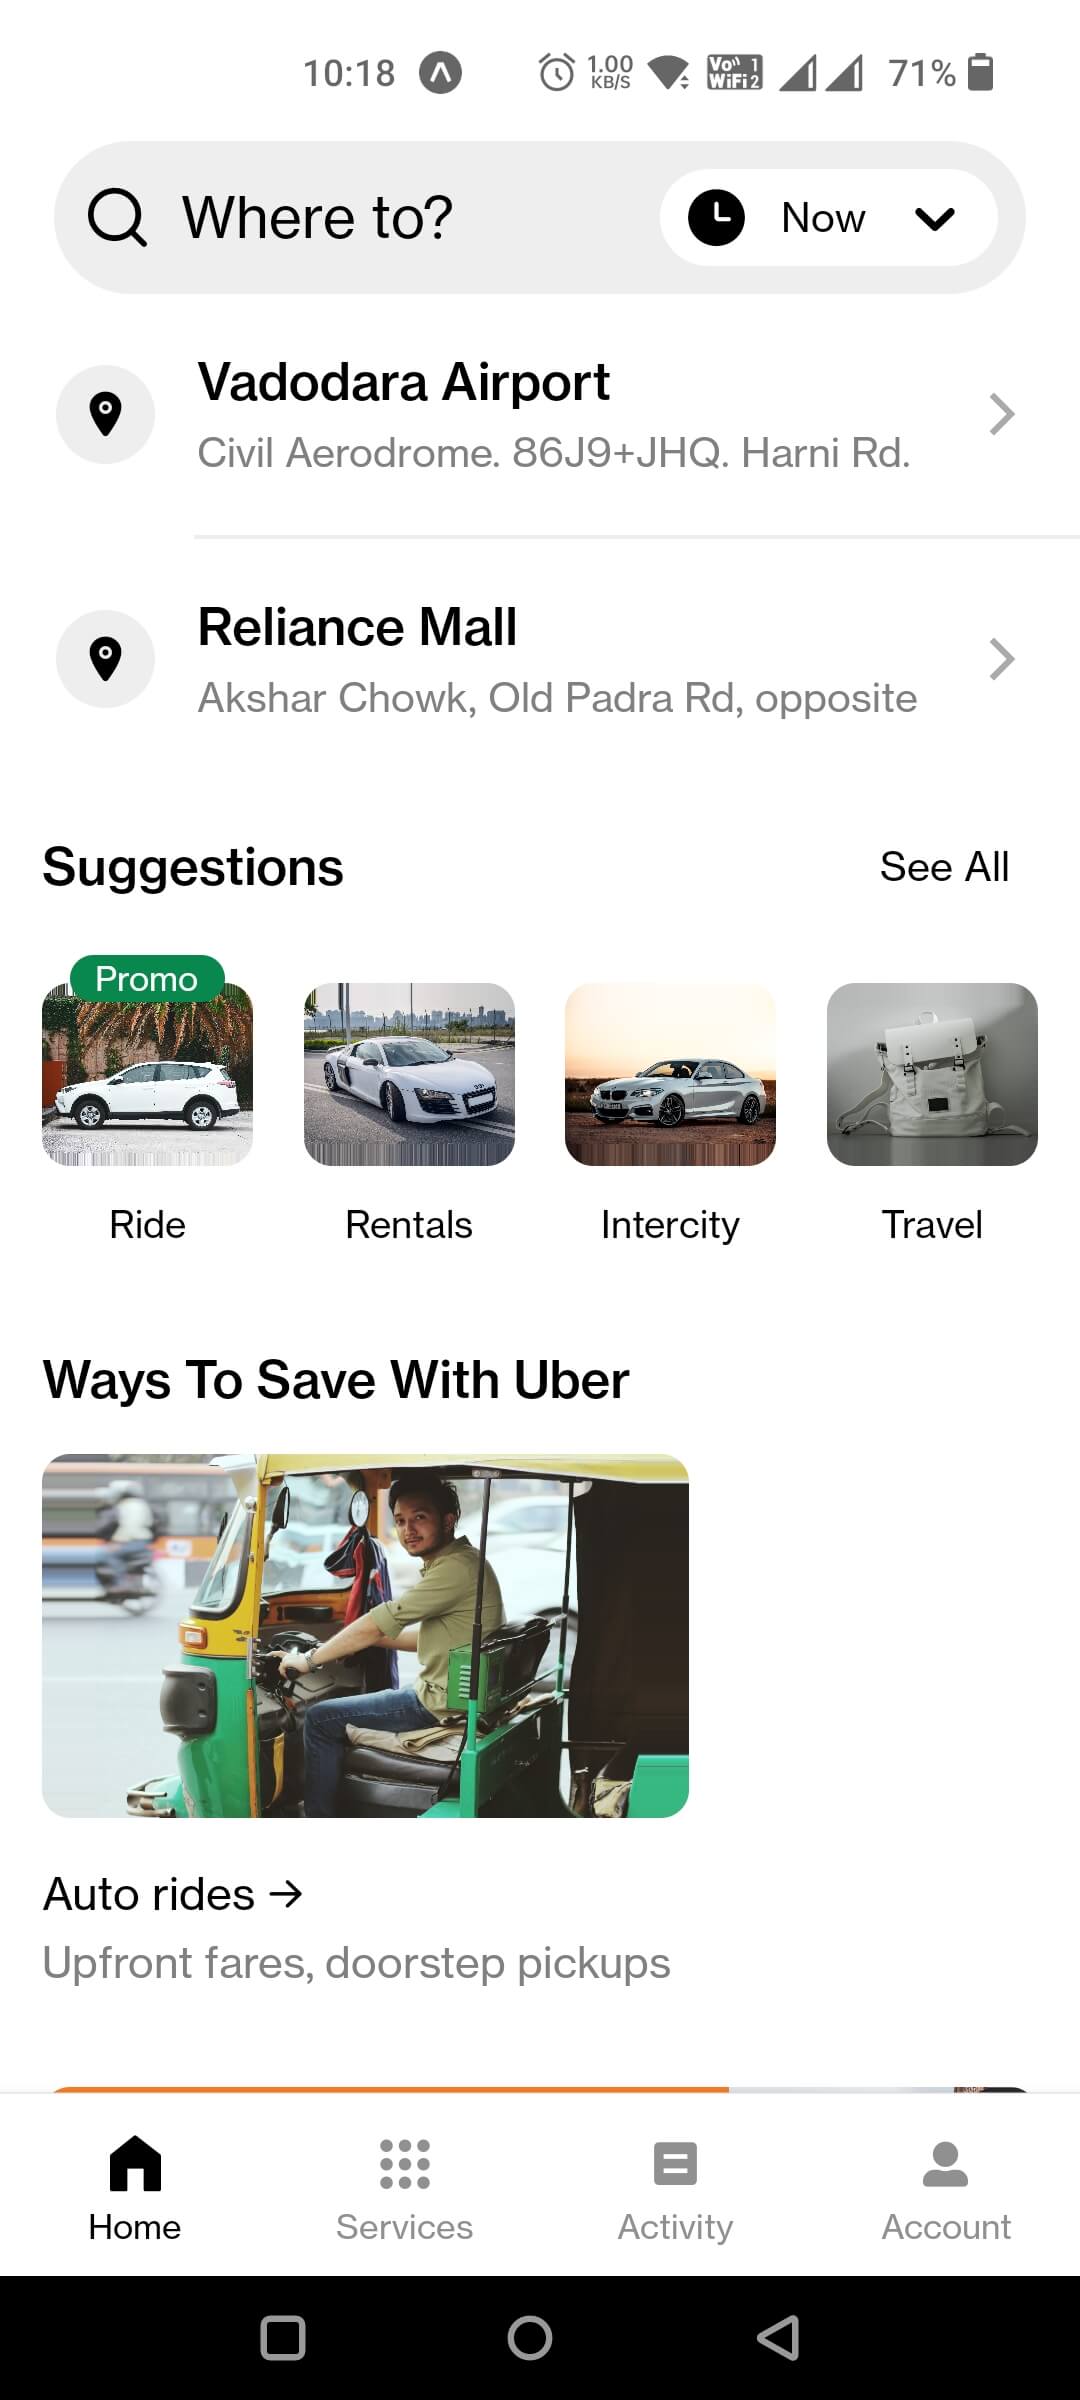 10:18
1.00
KB/S
Vo 1
WiFi 2
71%
Where to?
Now
Vadodara Airport
Civil Aerodrome. 86J9+JHQ. Harni Rd.
Reliance Mall
Akshar Chowk, Old Padra Rd, opposite
Suggestions
See All
Promo
Ride
Rentals
Intercity
Travel
Ways To Save With Uber
Auto rides →
Upfront fares, doorstep pickups
Home
Services
Activity
Account